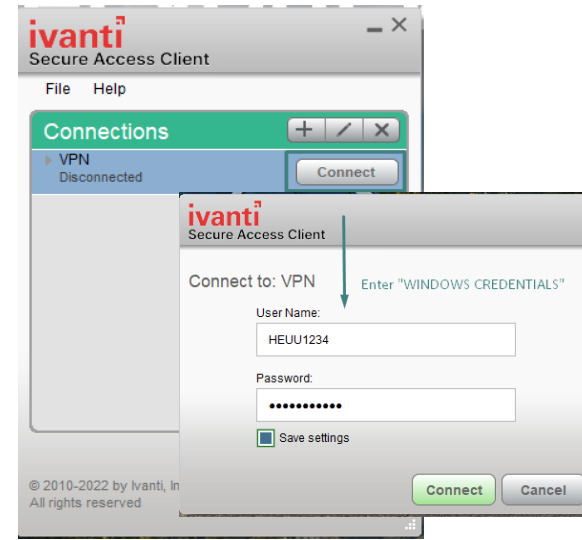 ivanti
Secure Access Client
File Help
Connections
VPN
Disconnected
Connect
ivanti
Secure Access Client
Connect to: VPN
Enter "WINDOWS CREDENTIALS"
User Name:
HEUU1234
Password:
•••••••••••
Save settings
Connect Cancel
© 2010-2022 by Ivanti,
All rights reserved